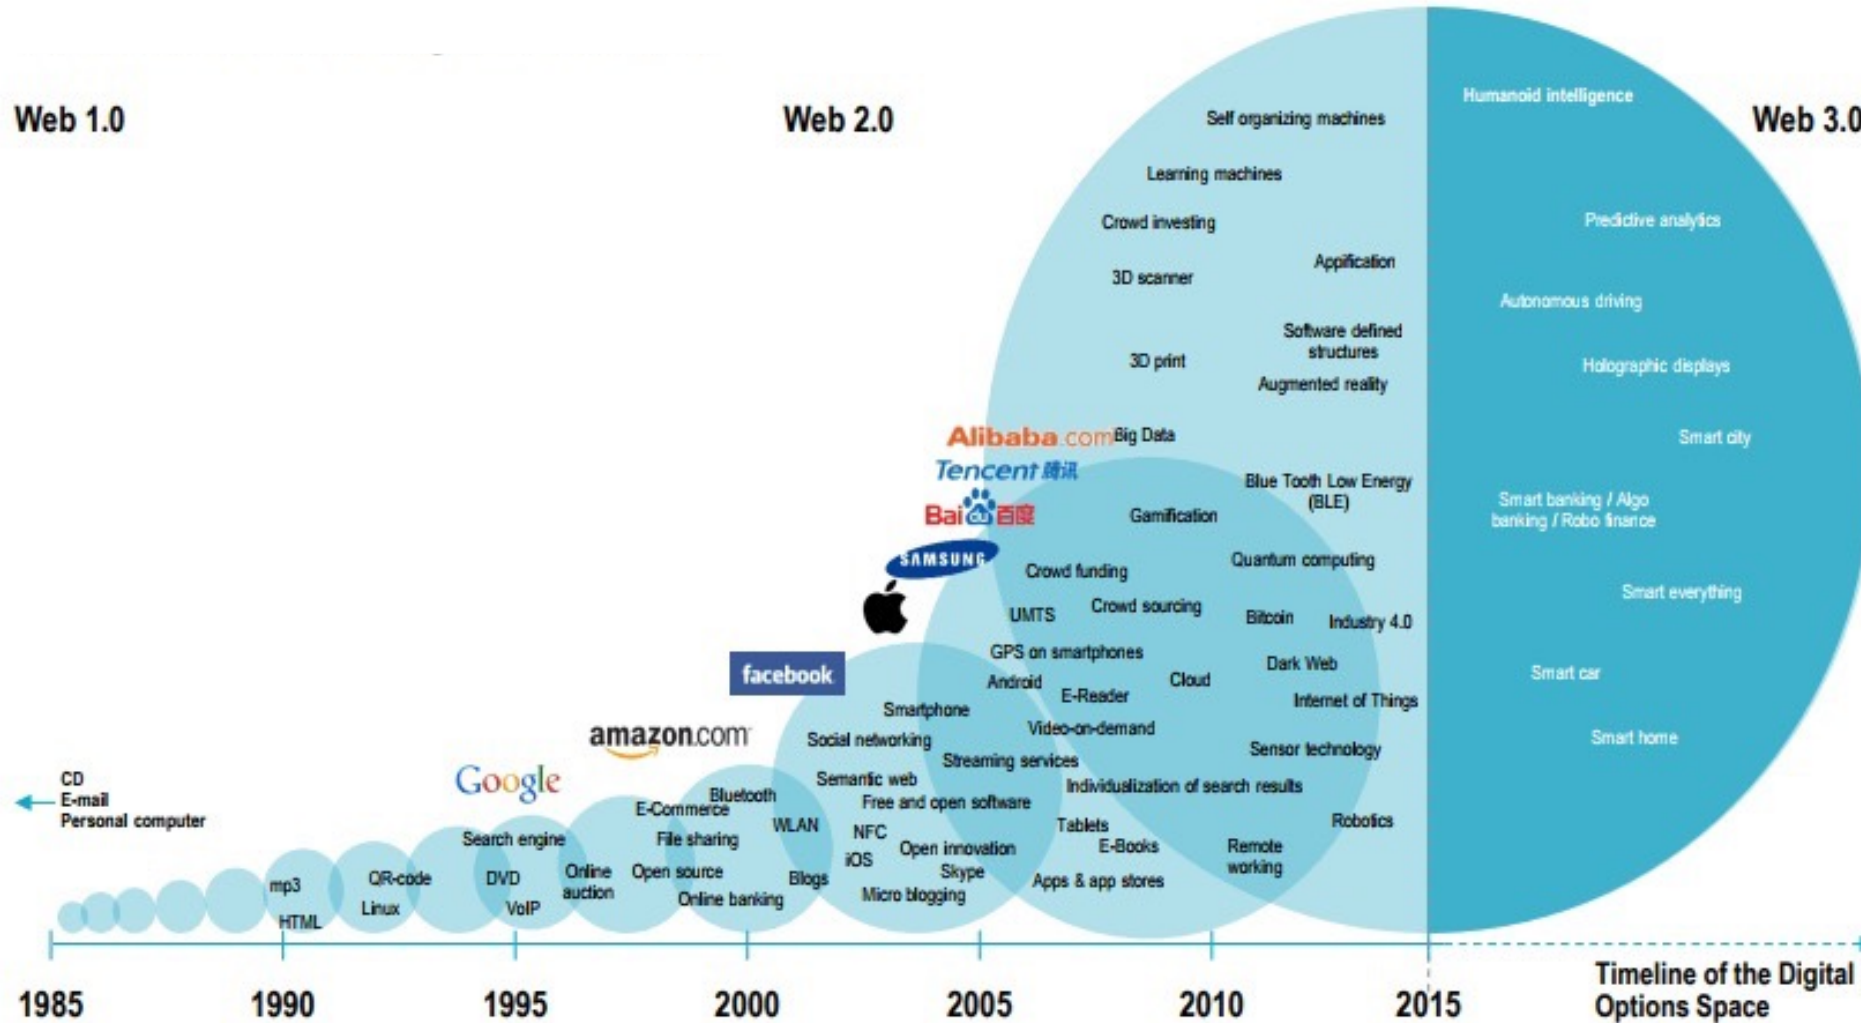 Web 1.0
Web 2.0
Web 3.0
Humanoid intelligence
Self organizing machines
Learning machines
Crowd investing
Predictive analytics
Appification
3D scanner
Autonomous driving
Software defined
structures
3D print
Holographic displays
Augmented reality
Alibaba.com
Big Data
Smart city
Tencent 腾讯
Blue Tooth Low Energy
(BLE)
Smart banking / Algo
banking / Robo finance
Baidu百度
Gamification
SAMSUNG
Quantum computing
Crowd funding
Smart everything
UMTS
Crowd sourcing
Bitcoin
Industry 4.0
GPS on smartphones
Dark Web
facebook
Smart car
Android
Cloud
E-Reader
Internet of Things
Smartphone
Video-on-demand
amazon.com
Social networking
Smart home
Sensor technology
Streaming services
Google
Semantic web
Individualization of search results
CD
E-mail
Personal computer
Bluetooth
E-Commerce
Free and open software
WLAN
NFC
Tablets
Robotics
Search engine
File sharing
iOS
Open innovation
E-Books
Remote
working
mp3
QR-code
DVD
Online
auction
Open source
Blogs
Skype
Apps & app stores
Micro blogging
Online banking
HTML
Linux
VoIP
1985
1990
1995
2000
2005
2010
2015
Timeline of the Digital
Options Space